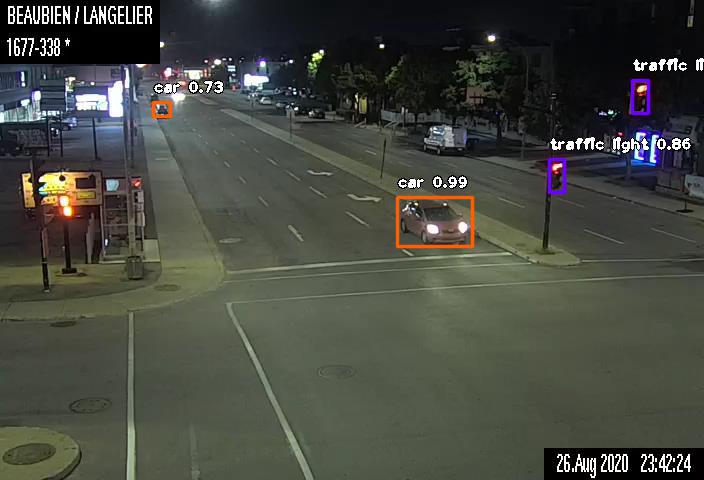 BEAUBIEN / LANGELIER
1677-338 *
car 0.73
traffic li
traffic light 0.86
car 0.99
26.Aug 2020 23:42:24